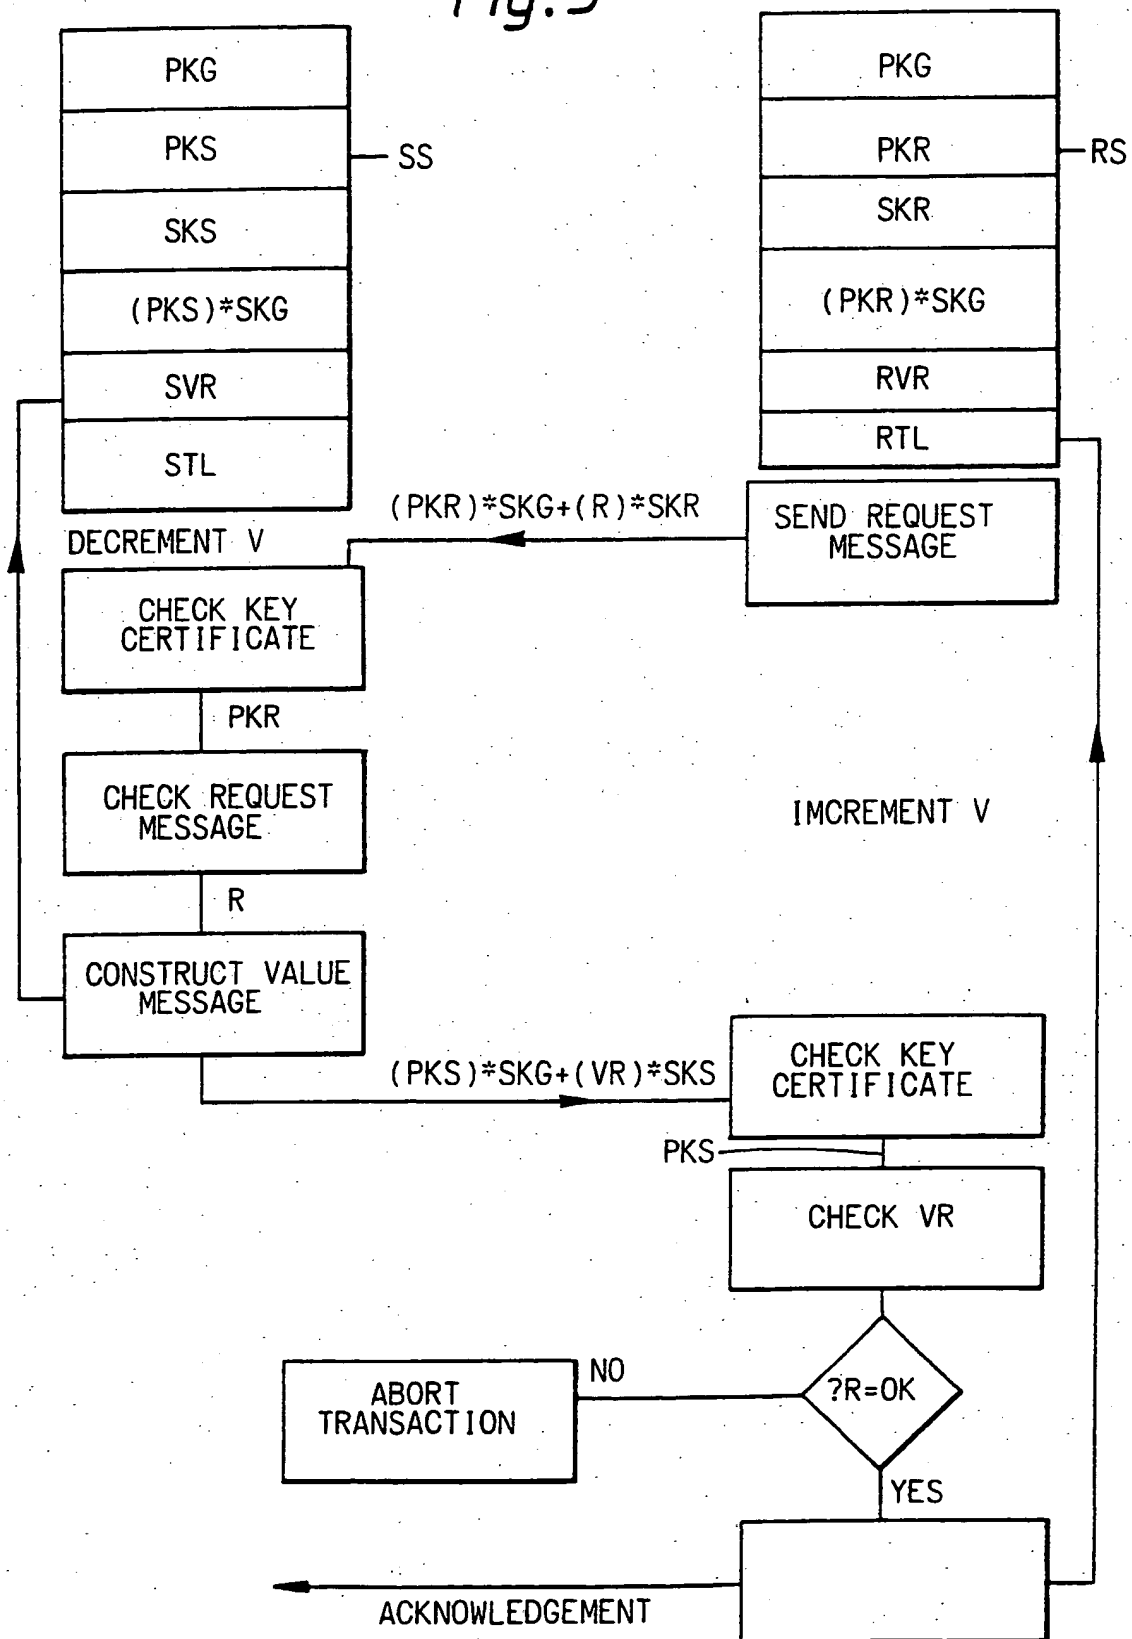 Fig.5
PKG
PKS
SS
SKS
(PKS)*SKG
SVR
STL
PKG
PKR
RS
SKR
(PKR)*SKG
RVR
RTL
(PKR)*SKG+(R)*SKR
SEND REQUEST
MESSAGE
DECREMENT V
CHECK KEY
CERTIFICATE
PKR
CHECK REQUEST
MESSAGE
IMCREMENT V
R
CONSTRUCT VALUE
MESSAGE
(PKS)*SKG+(VR)*SKS
CHECK KEY
CERTIFICATE
PKS
CHECK VR
?R=OK
NO
ABORT
TRANSACTION
YES
ACKNOWLEDGEMENT